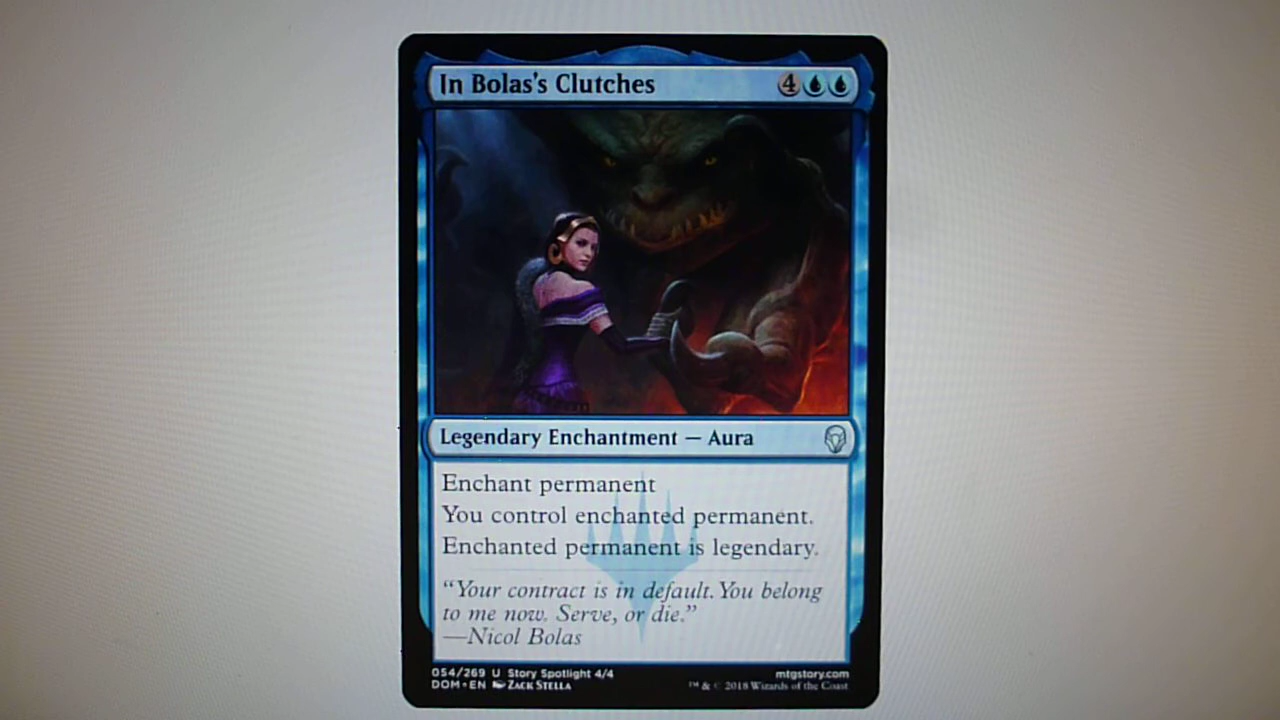 In Bolas's Clutches 4
Legendary Enchantment — Aura
Enchant permanent
You control enchanted permanent.
Enchanted permanent is legendary.
“Your contract is in default. You belong
to me now. Serve, or die.”
—Nicol Bolas
054/269 U Story Spotlight 4/4 mtgstory.com
DOM • EN Zack Stella ™ & © 2018 Wizards of the Coast